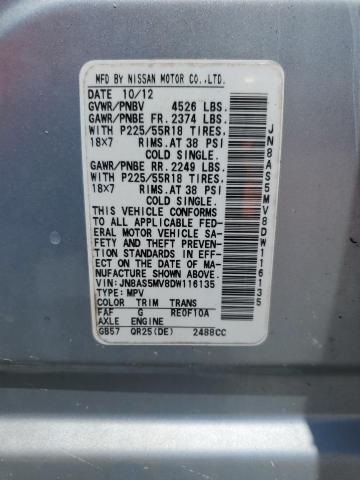 MFD BY NISSAN MOTOR CO.,LTD.
DATE 10/12
GVWR/PNBV 4526 LBS.
GAWR/PNBE FR. 2374 LBS.
WITH P225/55R18 TIRES,
18X7 RIMS.AT 38 PSI
COLD SINGLE.
GAWR/PNBE RR. 2249 LBS.
WITH P225/55R18 TIRES,
18X7 RIMS.AT 38 PSI
COLD SINGLE.
THIS VEHICLE CONFORMS
TO ALL APPLICABLE FED-
ERAL MOTOR VEHICLE SA-
FETY AND THEFT PREVEN-
TION STANDARDS IN EFF-
ECT ON THE DATE OF MA-
NUFACTURE SHOWN ABOVE.
VIN:JN8AS5MV8DW116135
TYPE:MPV
COLOR TRIM TRANS
FAF G RE0F10A
AXLE ENGINE
GB57 QR25(DE) 2488CC
JN8AS5MV8DW116135